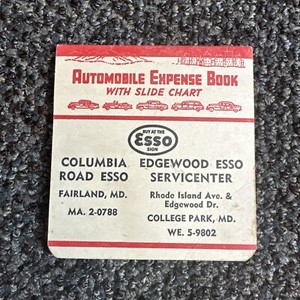 AUTOMOBILE EXPENSE BOOK
WITH SLIDE CHART
BUY AT THE
Esso
SIGN
COLUMBIA ROAD ESSO
FAIRLAND, MD.
MA. 2-0788
EDGEWOOD ESSO SERVICENTER
Rhode Island Ave. &
Edgewood Dr.
COLLEGE PARK, MD.
WE. 5-9802